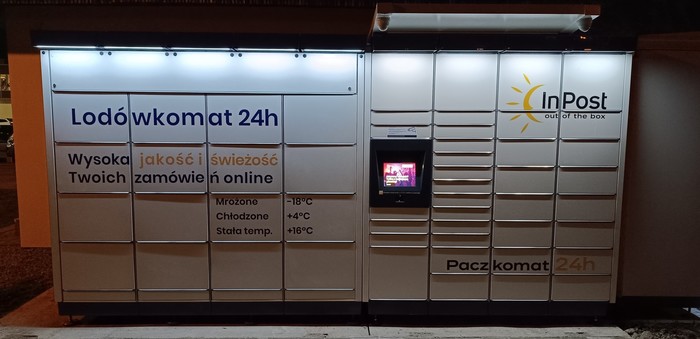 Lodówkomat 24h
Wysoka jakość i świeżość
Twoich zamówień online
Mrożone -18°C
Chłodzone +4°C
Stała temp. +16°C
InPost
out of the box
Paczkomat 24h